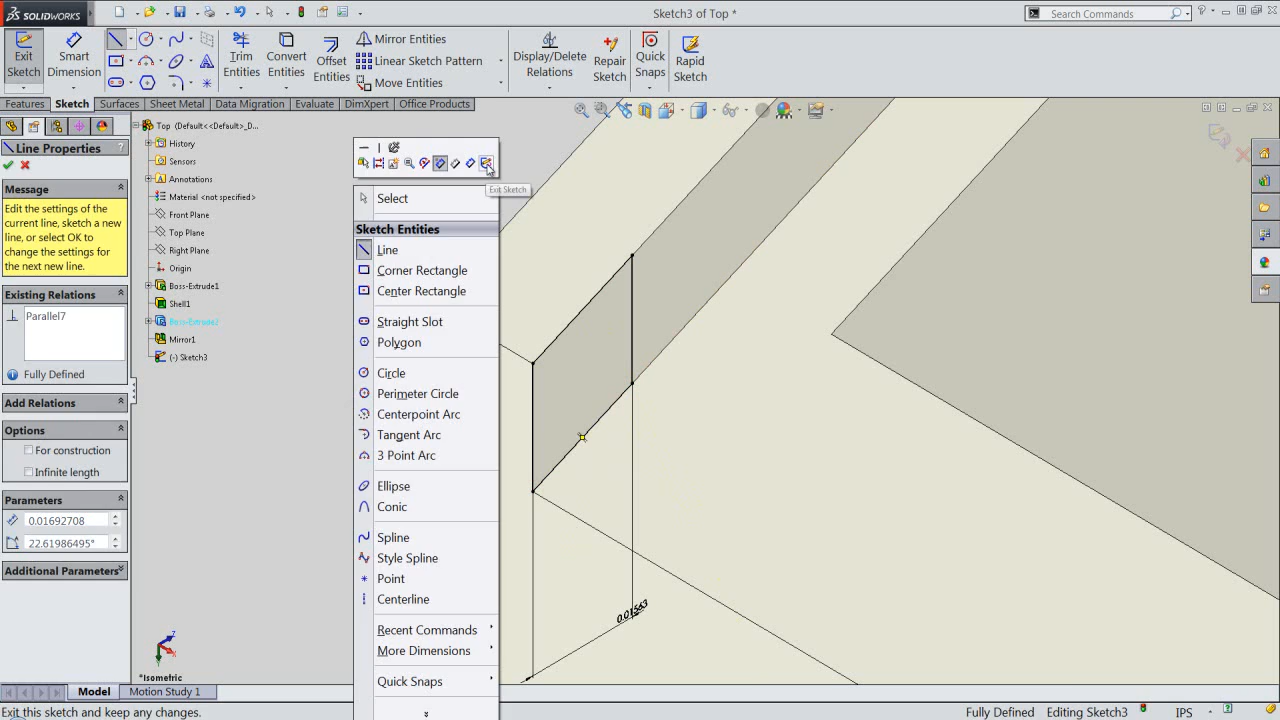 SOLIDWORKS
Sketch3 of Top *
Search Commands
Exit Sketch
Smart Dimension
Trim Entities
Convert Entities
Offset Entities
Mirror Entities
Linear Sketch Pattern
Move Entities
Display/Delete Relations
Repair Sketch
Quick Snaps
Rapid Sketch
Features
Sketch
Surfaces
Sheet Metal
Data Migration
Evaluate
DimXpert
Office Products
Line Properties
Message
Edit the settings of the
current line, sketch a new
line, or select OK to
change the settings for
the next new line.
Existing Relations
Parallel7
Fully Defined
Add Relations
Options
For construction
Infinite length
Parameters
0.01692708
22.61986495°
Additional Parameters
Top (Default<<Default>_D...
History
Sensors
Annotations
Material <not specified>
Front Plane
Top Plane
Right Plane
Origin
Boss-Extrude1
Shell1
Boss-Extrude2
Mirror1
(-) Sketch3
Exit Sketch
Select
Sketch Entities
Line
Corner Rectangle
Center Rectangle
Straight Slot
Polygon
Circle
Perimeter Circle
Centerpoint Arc
Tangent Arc
3 Point Arc
Ellipse
Conic
Spline
Style Spline
Point
Centerline
Recent Commands
More Dimensions
Quick Snaps
0.01563
Z
X
*Isometric
Model
Motion Study 1
Exit this sketch and keep any changes.
Fully Defined
Editing Sketch3
IPS